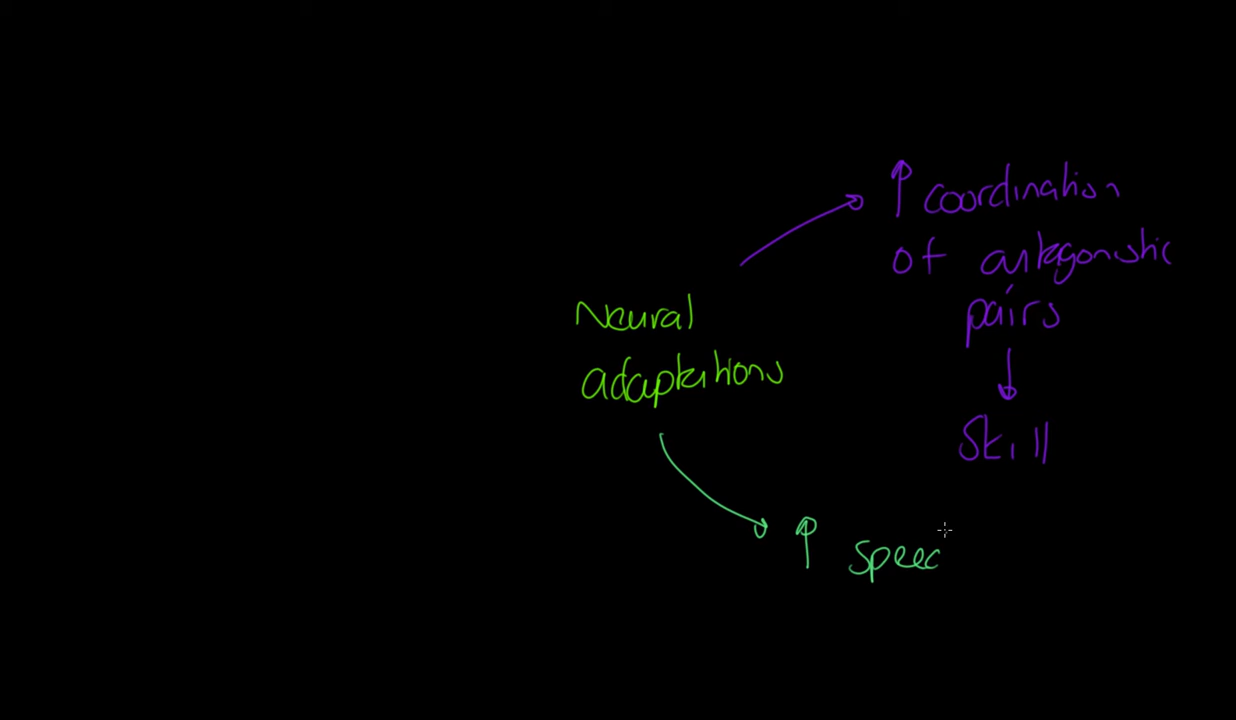 ↑ coordination
of antagonistic
pairs
↓
Skill
Neural
adaptations
↑ speec